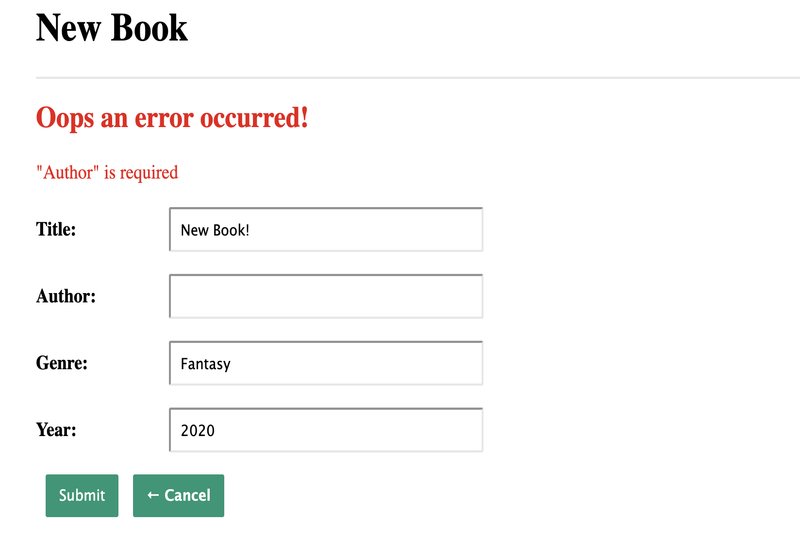 New Book
Oops an error occurred!
"Author" is required
Title: New Book!
Author:
Genre: Fantasy
Year: 2020
Submit ← Cancel